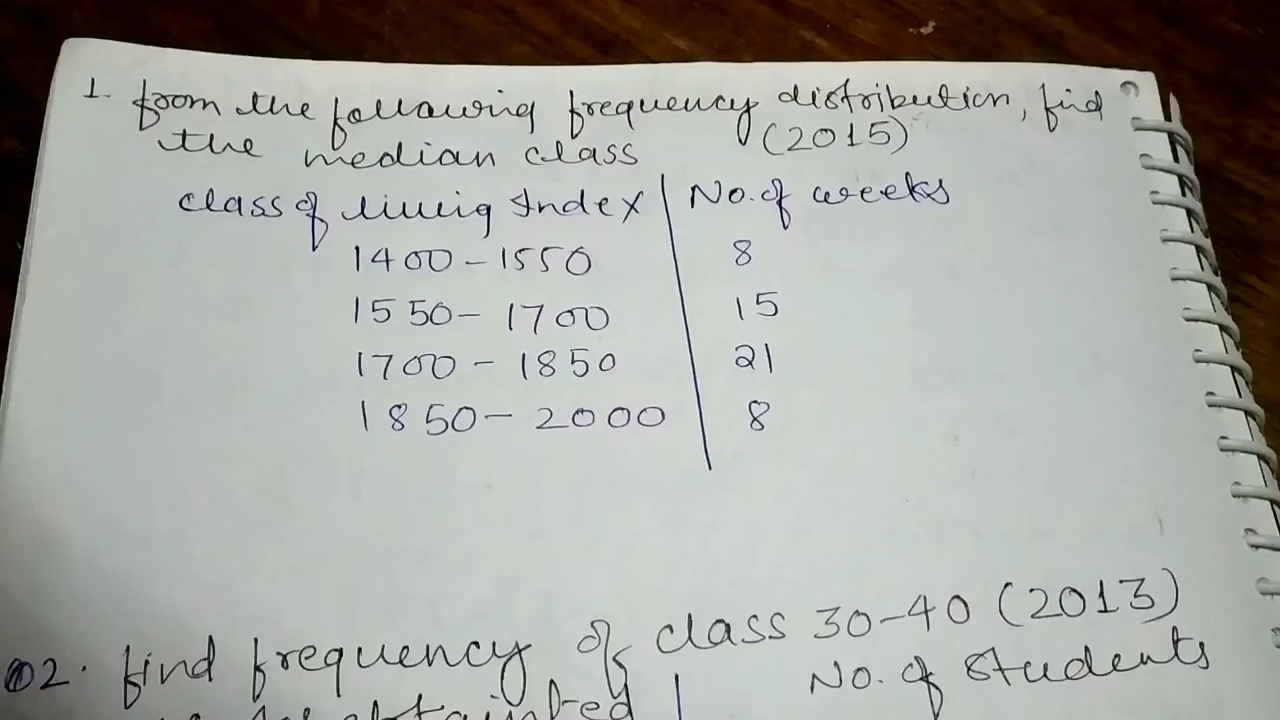 1. from the following frequency distribution, find
the median class (2015)
class of living Index No. of weeks
1400-1550 8
1550-1700 15
1700-1850 21
1850-2000 8
02. find frequency of class 30-40 (2013)
No. of students
obtained